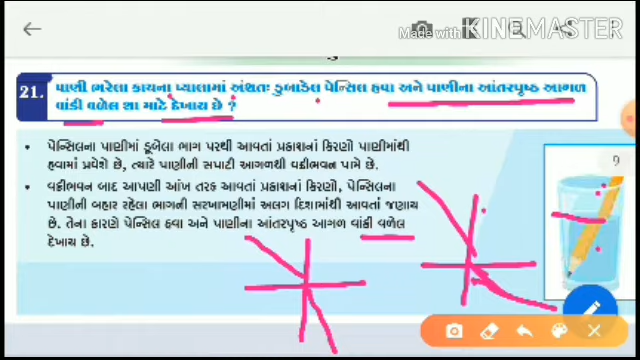 Made with KINEMASTER
21. પાણી ભરેલા કાચના પ્યાલામાં અંશતઃ ડુબાડેલ પેન્સિલ હવા અને પાણીના આંતરપૃષ્ઠ આગળ
વાંકી વળેલ શા માટે દેખાય છે ?
• પેન્સિલના પાણીમાં ડૂબેલા ભાગ પરથી આવતાં પ્રકાશનાં કિરણો પાણીમાંથી
હવામાં પ્રવેશે છે, ત્યારે પાણીની સપાટી આગળથી વક્રીભવન પામે છે.
• વક્રીભવન બાદ આપણી આંખ તરફ આવતાં પ્રકાશનાં કિરણો, પેન્સિલના
પાણીની બહાર રહેલા ભાગની સરખામણીમાં અલગ દિશામાંથી આવતાં જણાય
છે. તેના કારણે પેન્સિલ હવા અને પાણીના આંતરપૃષ્ઠ આગળ વાંકી વળેલ
દેખાય છે.